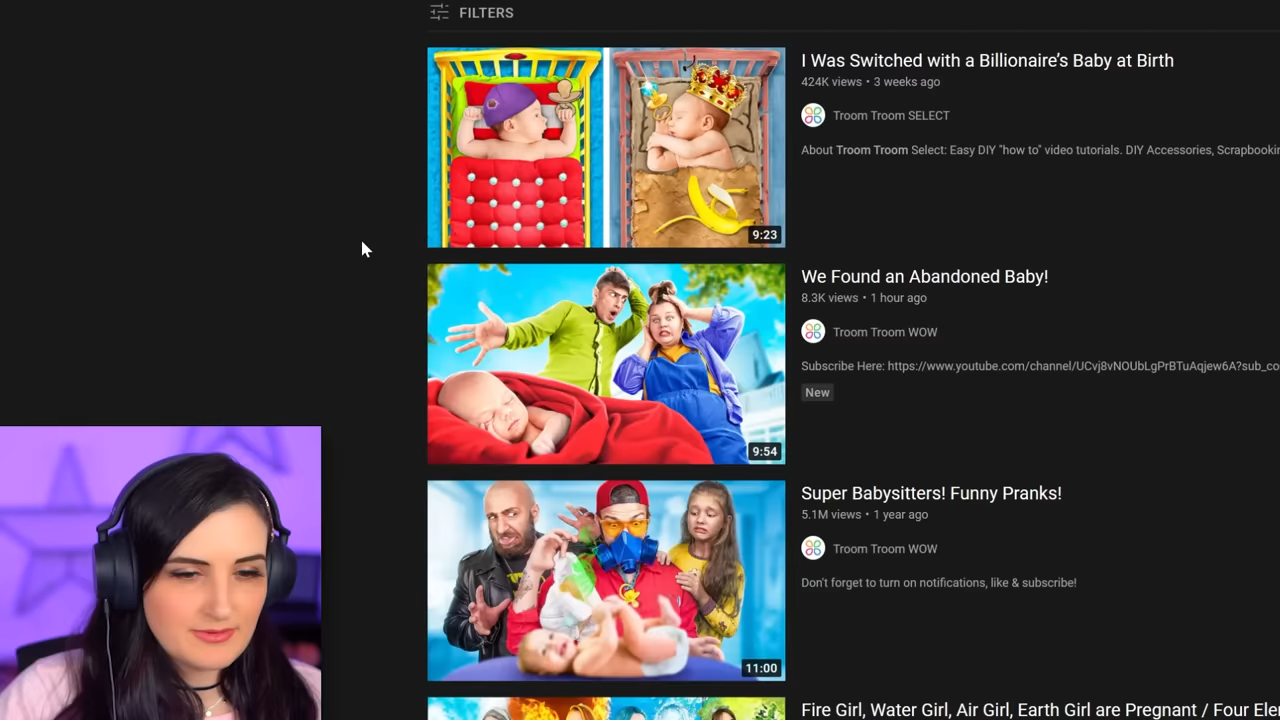 FILTERS
I Was Switched with a Billionaire's Baby at Birth
424K views • 3 weeks ago
Troom Troom SELECT
About Troom Troom Select: Easy DIY "how to" video tutorials. DIY Accessories,
9:23
We Found an Abandoned Baby!
8.3K views • 1 hour ago
Troom Troom WOW
Subscribe Here: https://www.youtube.com/channel/UCvj8vNOUbLgPrBTuAqjew6A?sub_co
New
9:54
Super Babysitters! Funny Pranks!
5.1M views • 1 year ago
Troom Troom WOW
Don't forget to turn on notifications, like & subscribe!
11:00
Fire Girl, Water Girl, Air Girl, Earth Girl are Pregnant / Four